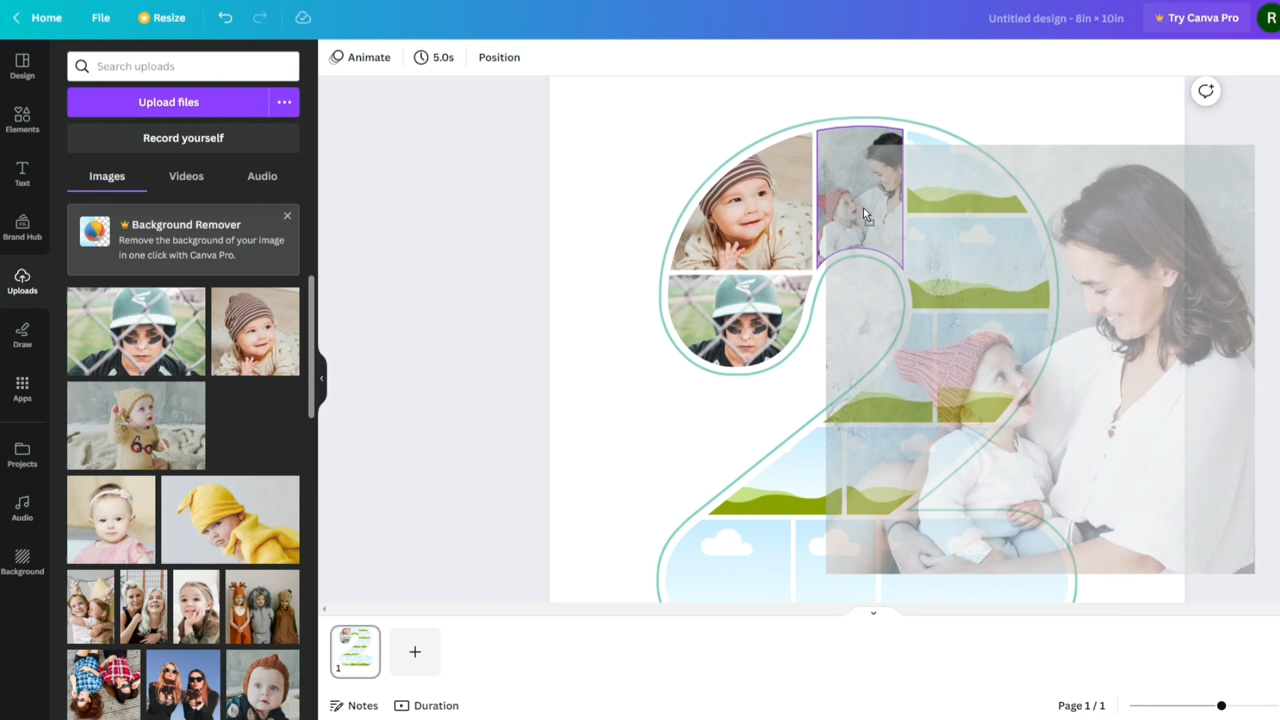 Home File Resize Untitled design - 8in × 10in Try Canva Pro R
Design
Elements
Text
Brand Hub
Uploads
Draw
Apps
Projects
Audio
Background
Search uploads
Upload files
Record yourself
Images Videos Audio
Background Remover
Remove the background of your image
in one click with Canva Pro.
Animate 5.0s Position
1
Notes Duration Page 1 / 1